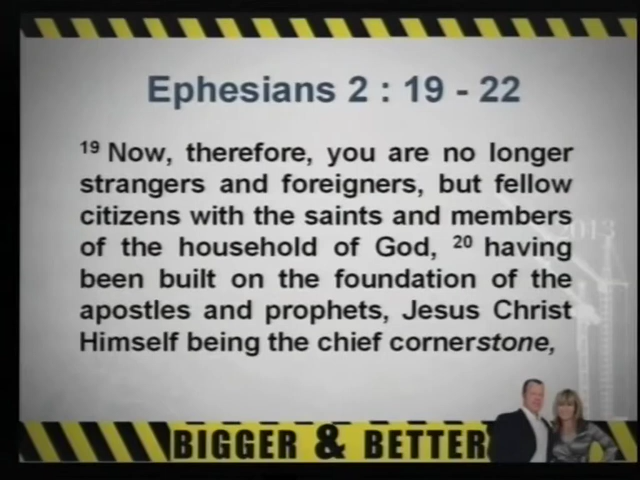 Ephesians 2 : 19 - 22
19 Now, therefore, you are no longer
strangers and foreigners, but fellow
citizens with the saints and members
of the household of God, 20 having
been built on the foundation of the
apostles and prophets, Jesus Christ
Himself being the chief cornerstone,
2013
BIGGER & BETTER